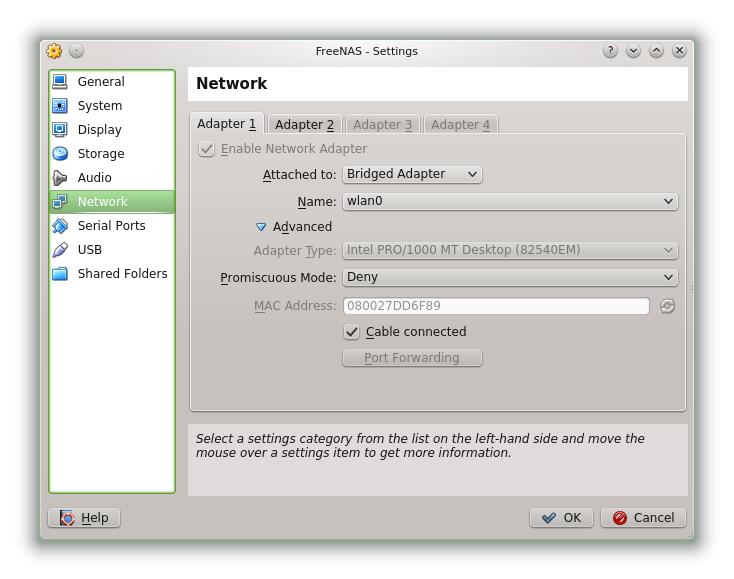 FreeNAS - Settings
General
System
Display
Storage
Audio
Network
Serial Ports
USB
Shared Folders
Network
Adapter 1 Adapter 2 Adapter 3 Adapter 4
Enable Network Adapter
Attached to: Bridged Adapter
Name: wlan0
Advanced
Adapter Type: Intel PRO/1000 MT Desktop (82540EM)
Promiscuous Mode: Deny
MAC Address: 080027DD6F89
Cable connected
Port Forwarding
Select a settings category from the list on the left-hand side and move the
mouse over a settings item to get more information.
Help OK Cancel